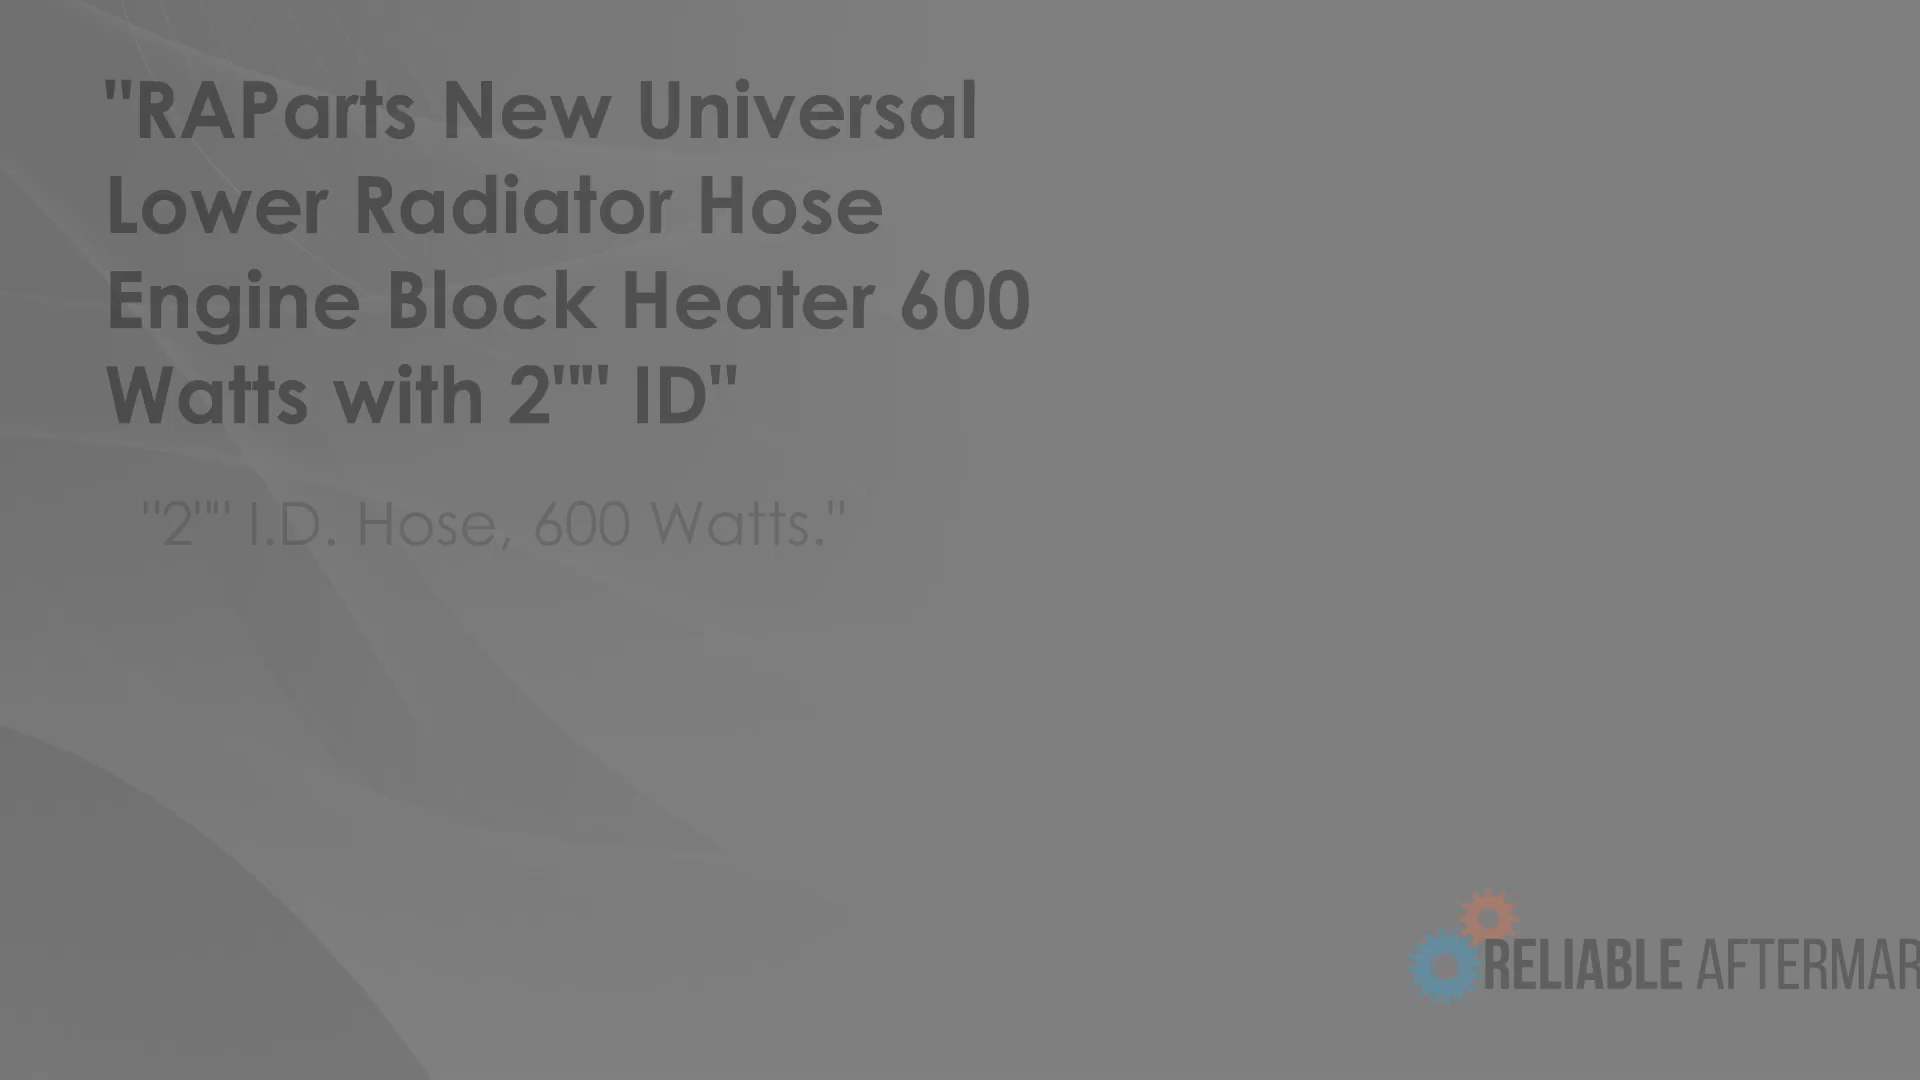 "RAParts New Universal
Lower Radiator Hose
Engine Block Heater 600
Watts with 2"" ID"
"2"" I.D. Hose, 600 Watts."
RELIABLE AFTERMAR